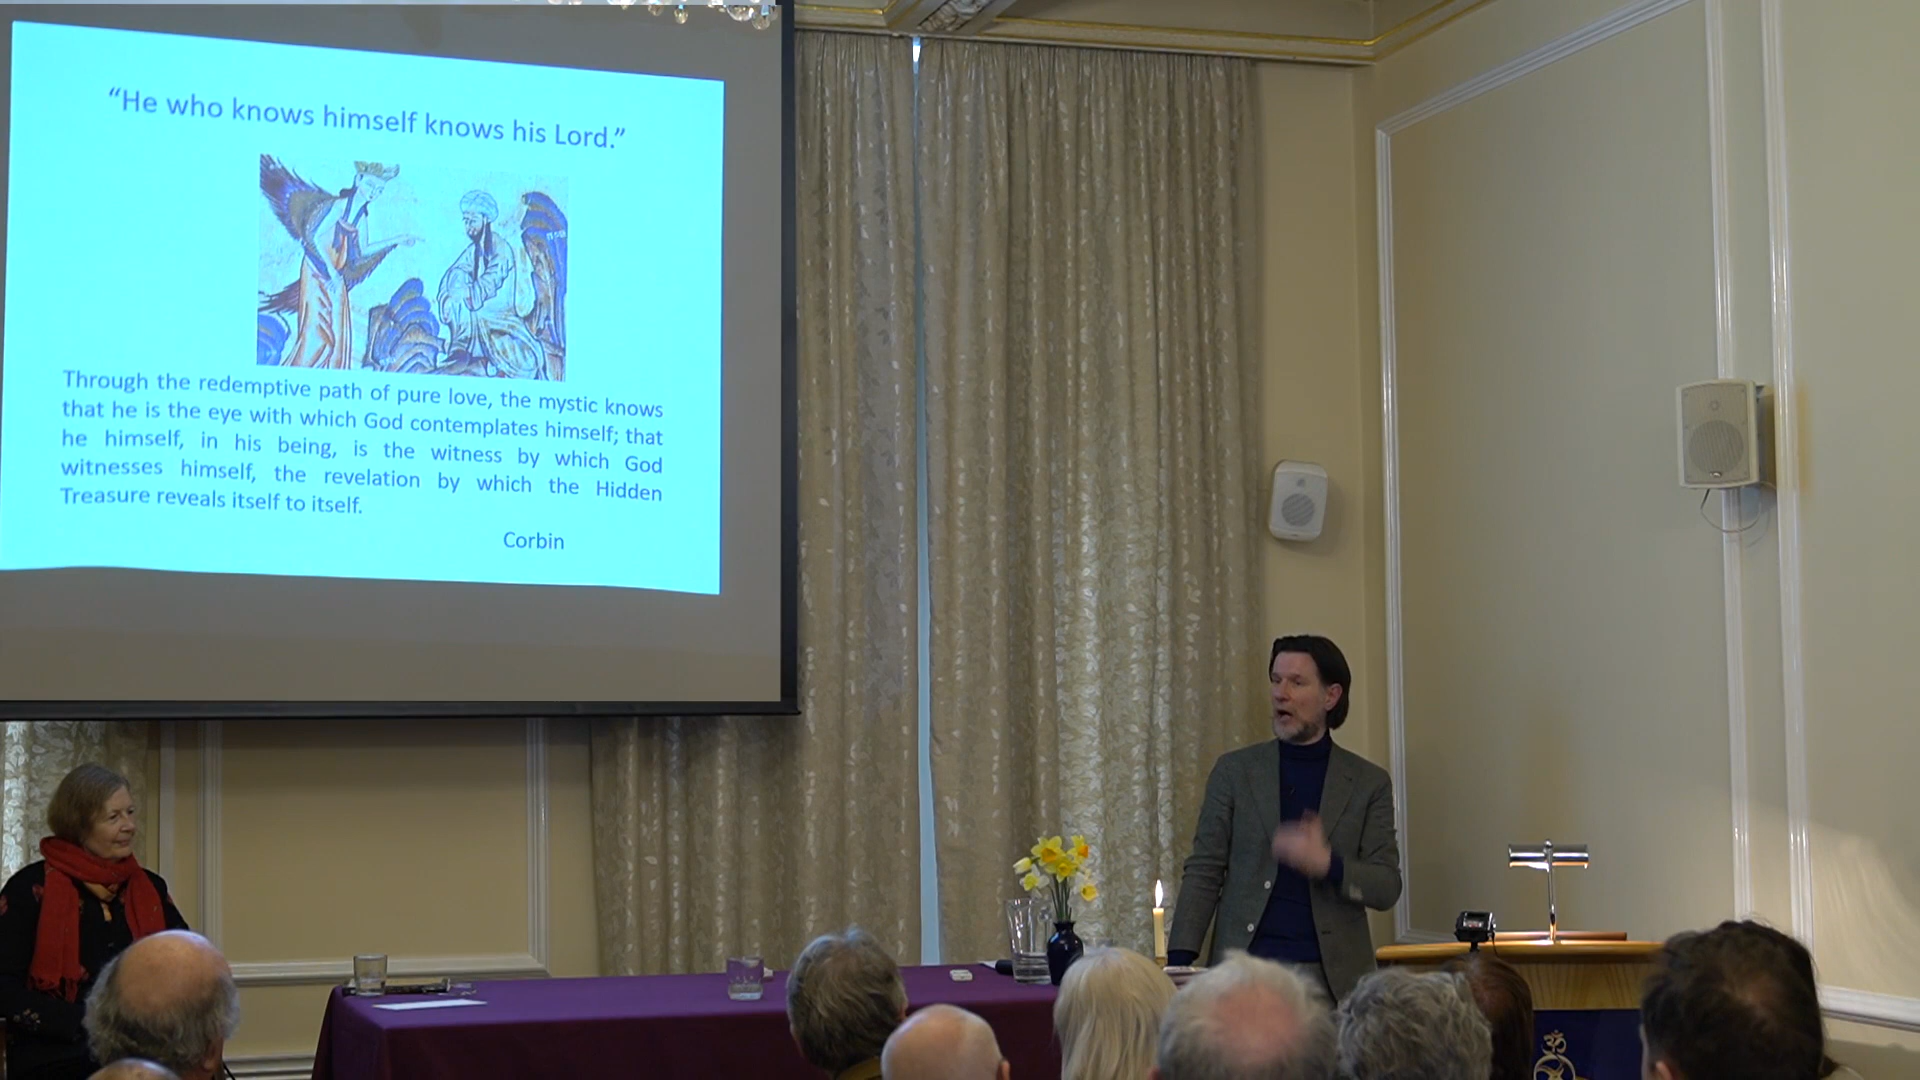 “He who knows himself knows his Lord.”
Through the redemptive path of pure love, the mystic knows
that he is the eye with which God contemplates himself; that
he himself, in his being, is the witness by which God
witnesses himself, the revelation by which the Hidden
Treasure reveals itself to itself.
Corbin
ॐ